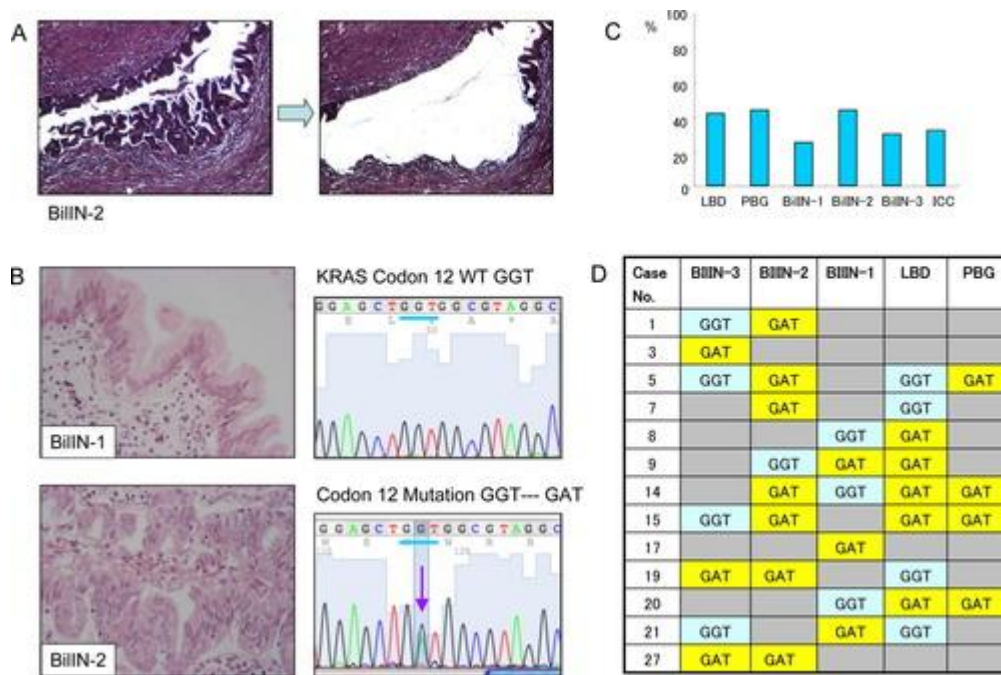 A
BilIN-2
B
BilIN-1
KRAS Codon 12 WT GGT
G G A G C T G G T G G C G T A G G C
BilIN-2
Codon 12 Mutation GGT--- GAT
G G A G C T G G T G G C G T A G G C
C
%
100
80
60
40
20
0
LBD PBG BilIN-1 BilIN-2 BilIN-3 ICC
D
Case No. BilIN-3 BilIN-2 BilIN-1 LBD PBG
1 GGT GAT
3 GAT
5 GGT GAT GGT GAT
7 GAT GGT
8 GGT GAT
9 GGT GAT GAT
14 GAT GGT GAT GAT
15 GGT GAT GAT GAT
17 GAT
19 GAT GAT GGT
20 GGT GAT GAT
21 GGT GAT GGT
27 GAT GAT